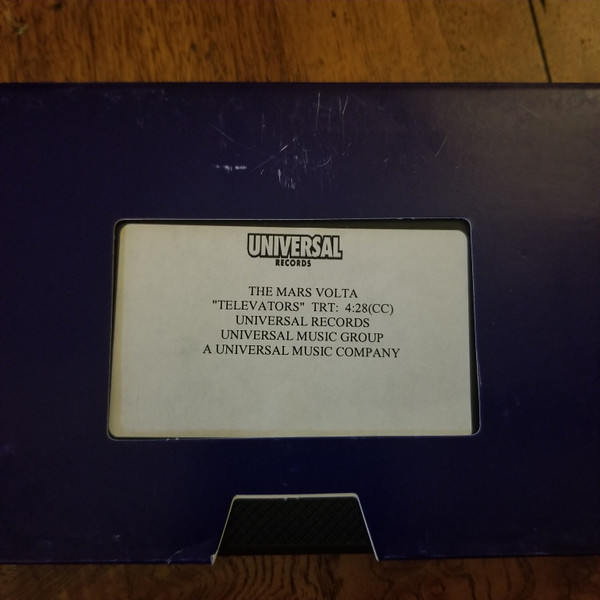 UNIVERSAL
RECORDS
THE MARS VOLTA
"TELEVATORS" TRT: 4:28(CC)
UNIVERSAL RECORDS
UNIVERSAL MUSIC GROUP
A UNIVERSAL MUSIC COMPANY